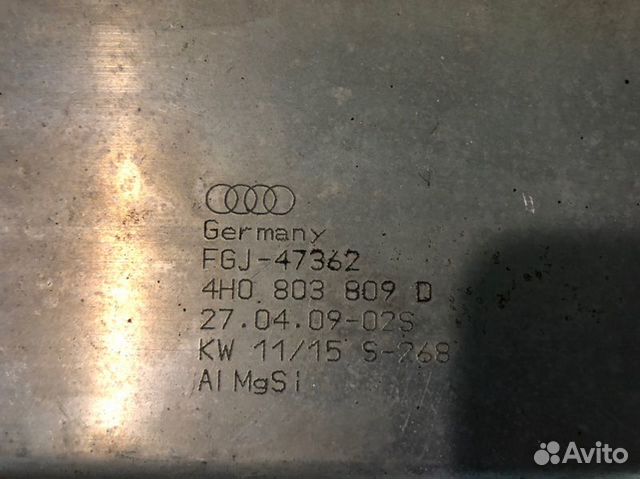 Germany
FGJ-47362
4H0 803 809 D
27.04.09-02S
KW 11/15 S-268
AlMgSi
Avito